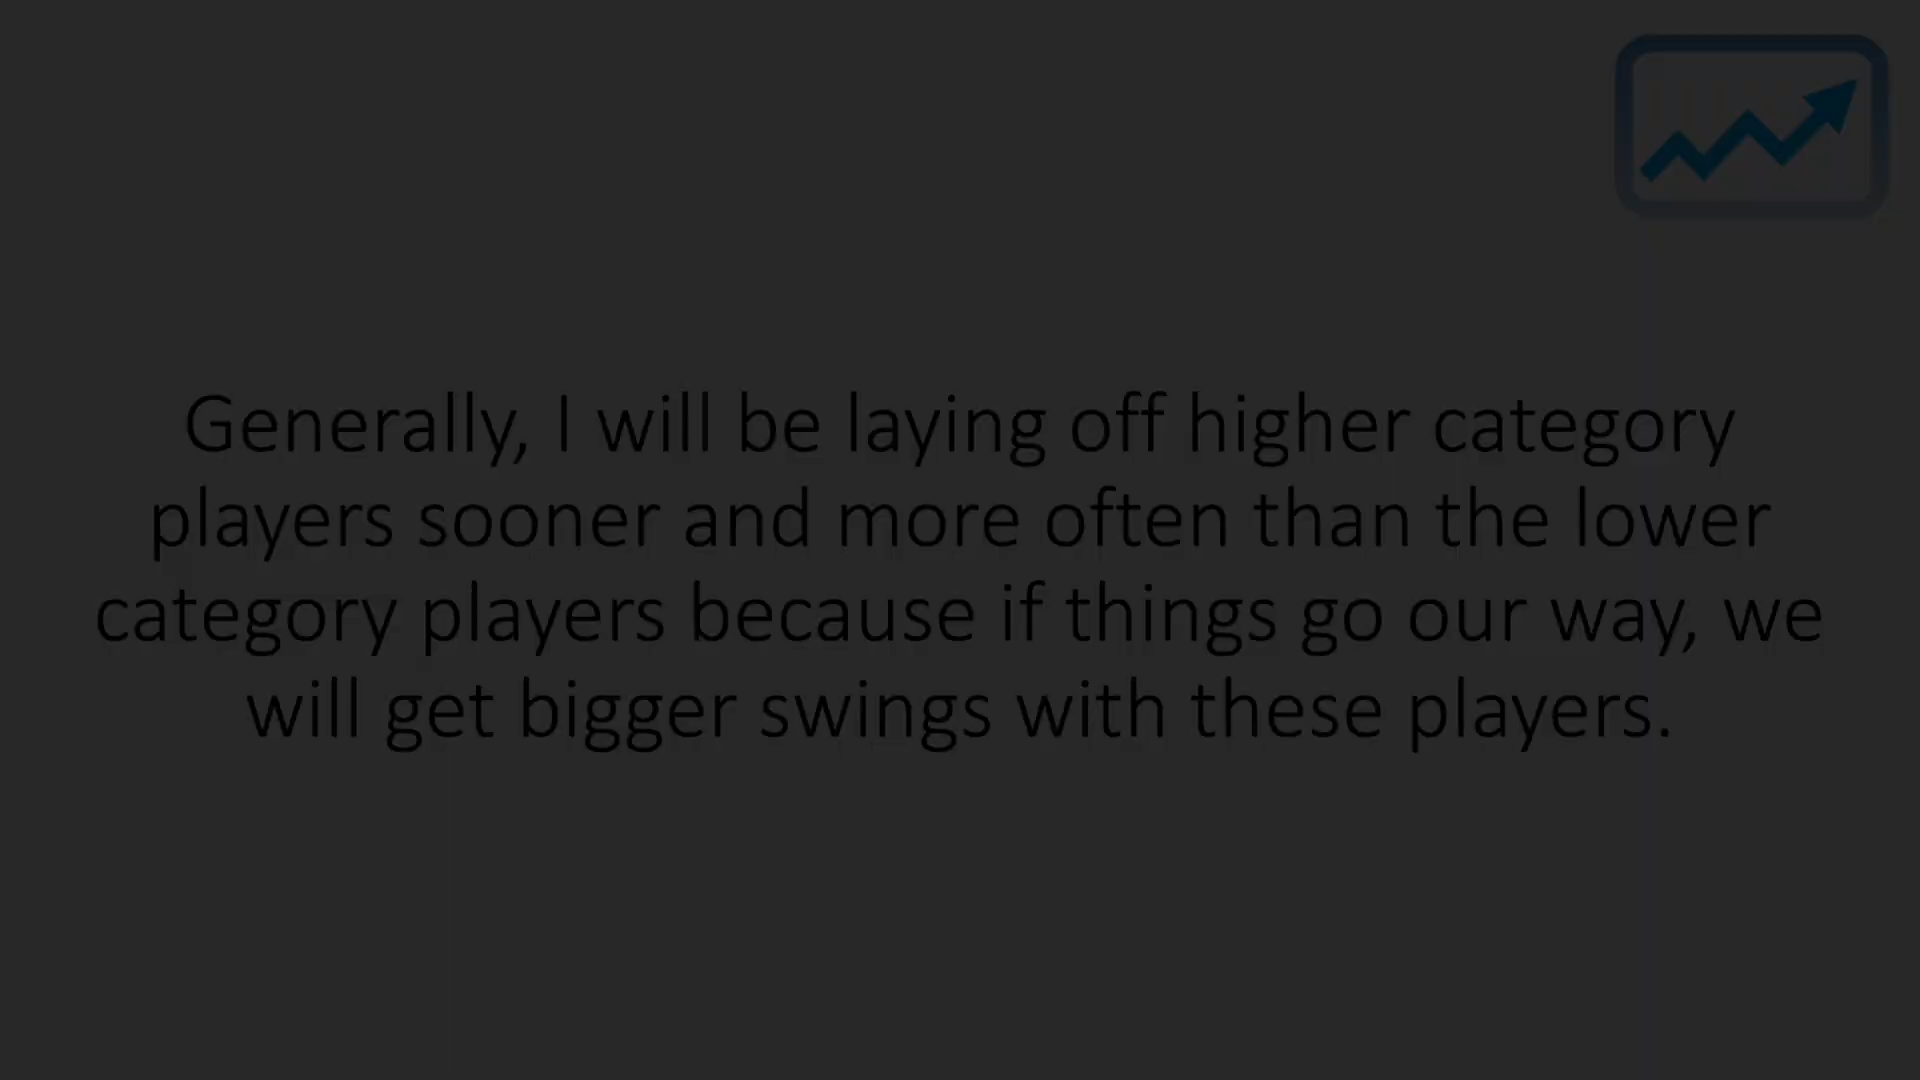 Generally, I will be laying off higher category
players sooner and more often than the lower
category players because if things go our way, we
will get bigger swings with these players.